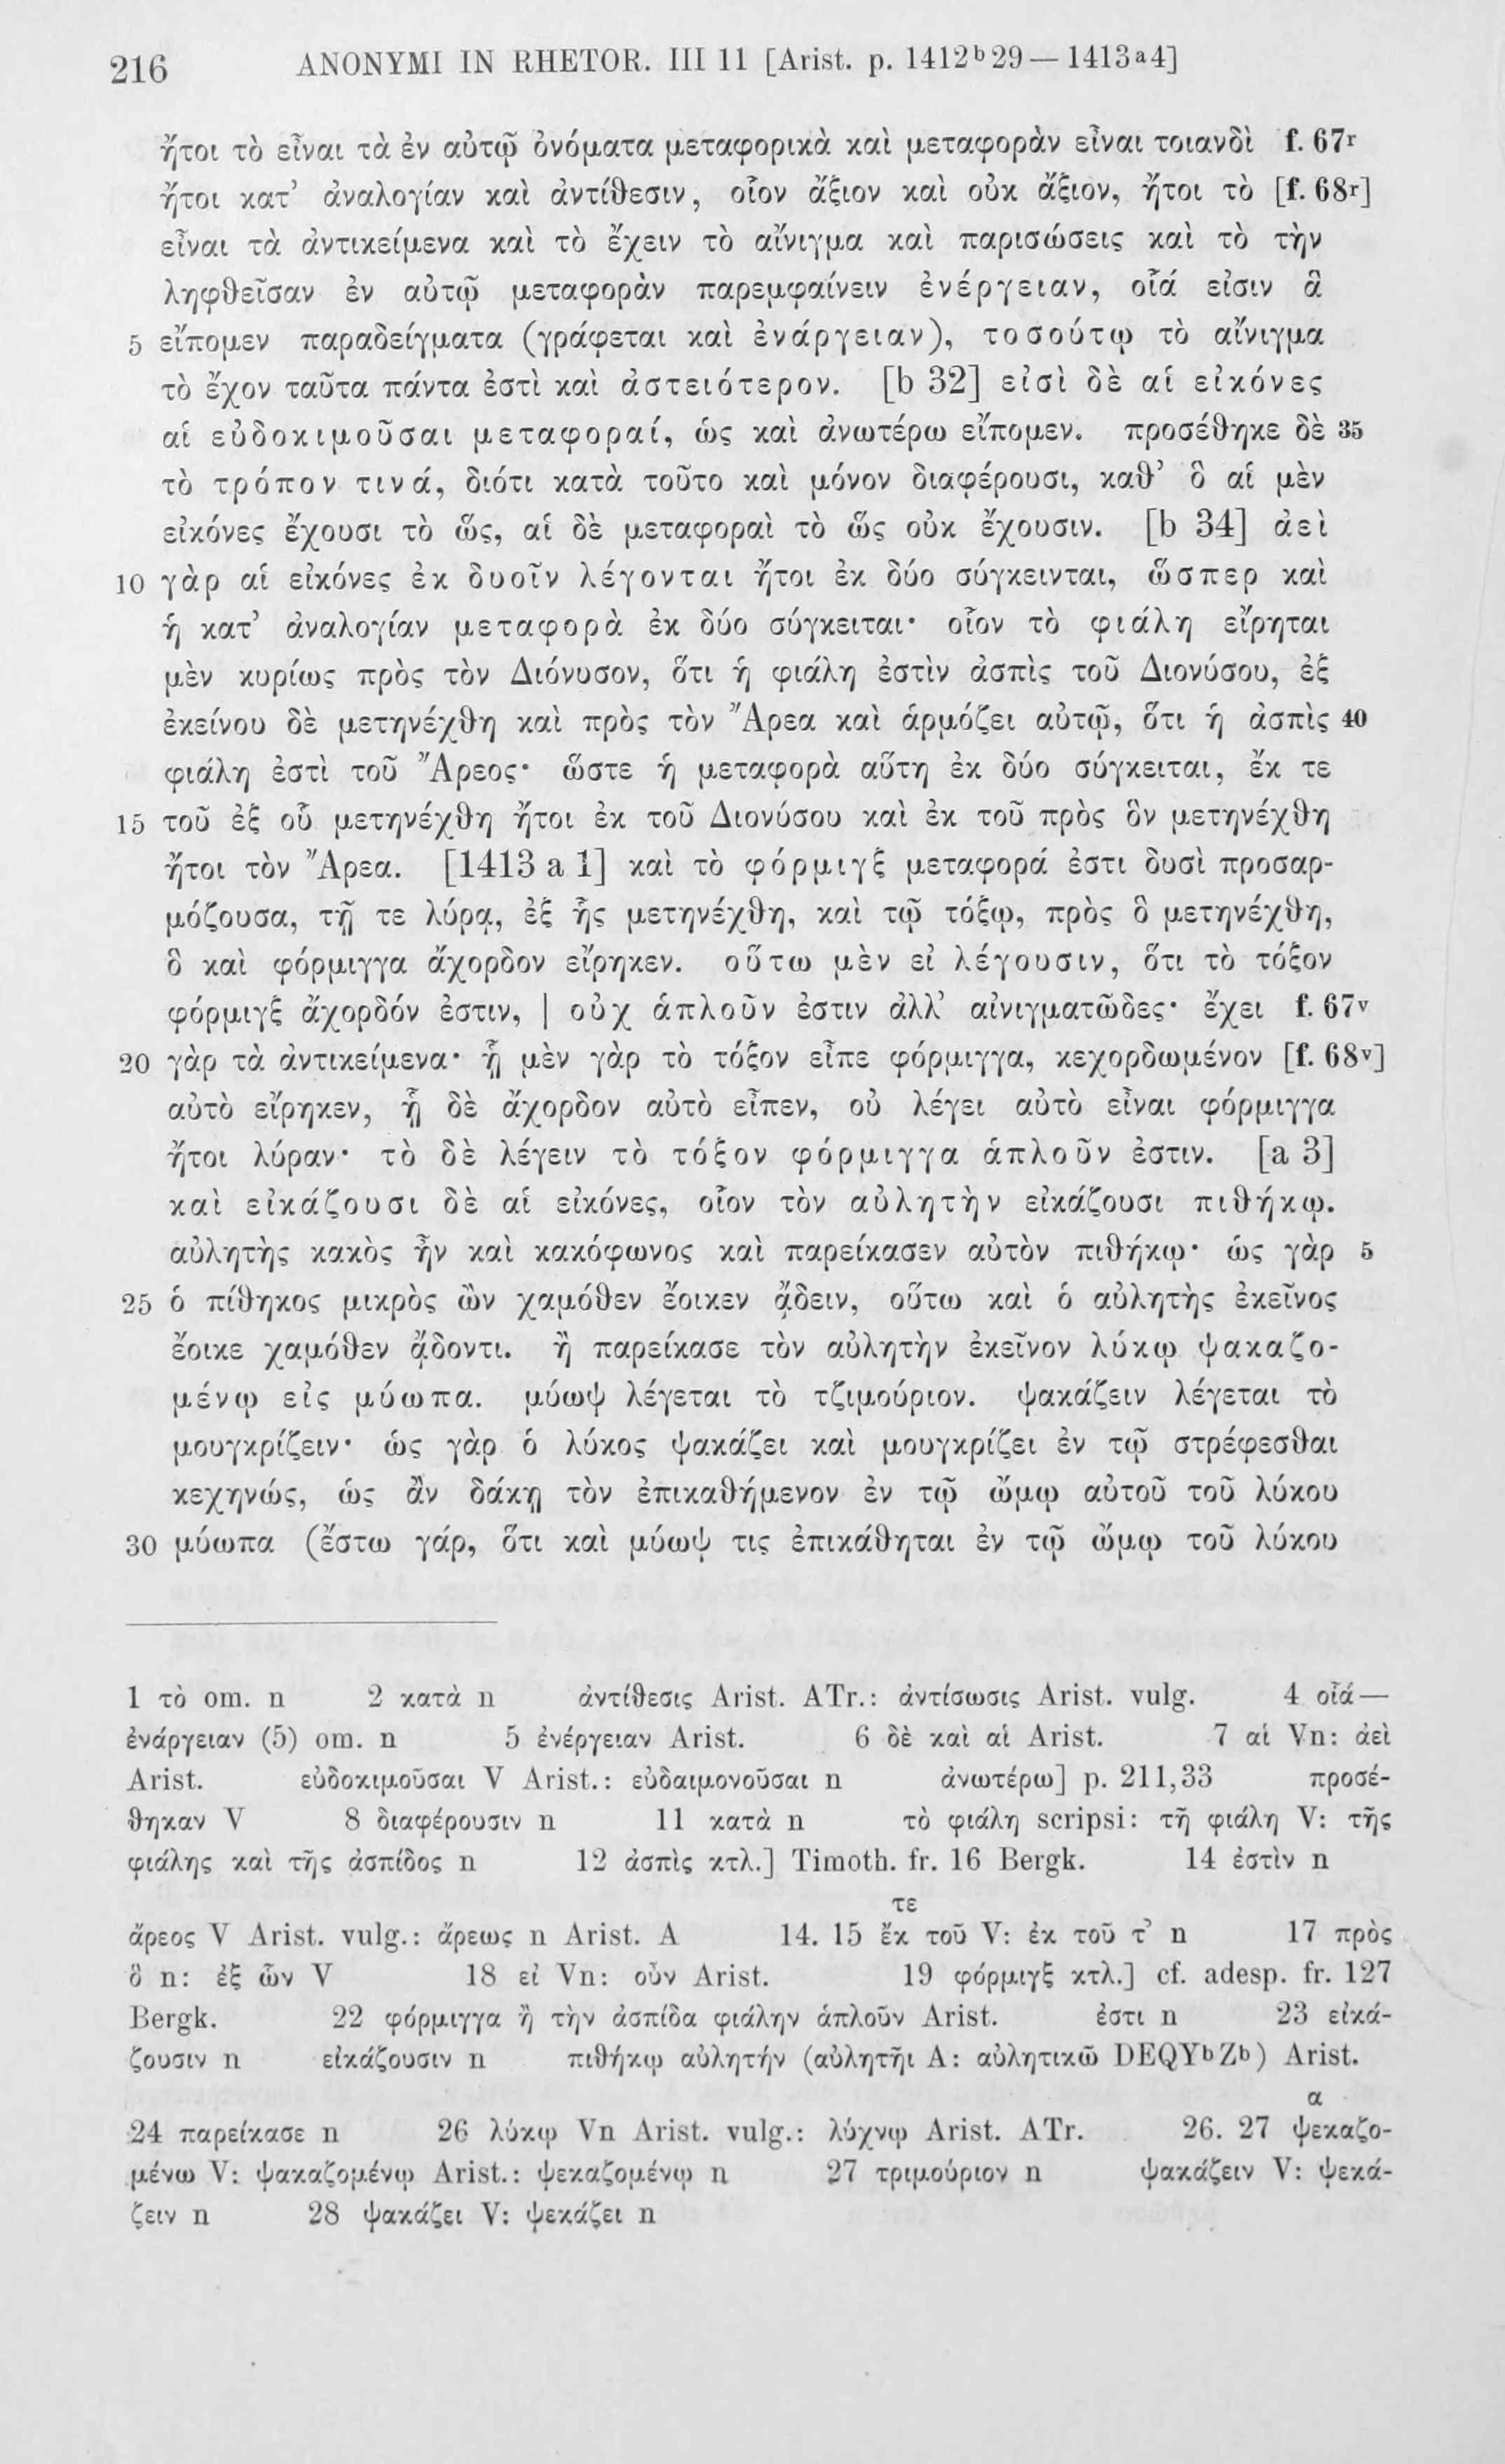 216 ANONYMI IN RHETOR. III 11 [Arist. p. 1412ᵇ29 — 1413ᵃ4]
ἤτοι τὸ εἶναι τὰ ἐν αὐτῷ ὀνόματα μεταφορικὰ καὶ μεταφορὰν εἶναι τοιανδὶ f. 67ʳ
ἤτοι κατ’ ἀναλογίαν καὶ ἀντίθεσιν, οἷον ἄξιον καὶ οὐκ ἄξιον, ἤτοι τὸ [f. 68ʳ]
εἶναι τὰ ἀντικείμενα καὶ τὸ ἔχειν τὸ αἴνιγμα καὶ παρισώσεις καὶ τὸ τὴν
ληφθεῖσαν ἐν αὐτῷ μεταφορὰν παρεμφαίνειν ἐνέργειαν, οἷά εἰσιν ἃ
5 εἴπομεν παραδείγματα (γράφεται καὶ ἐνάργειαν), τοσούτῳ τὸ αἴνιγμα
τὸ ἔχον ταῦτα πάντα ἐστὶ καὶ ἀστειότερον. [b 32] εἰσὶ δὲ αἱ εἰκόνες
αἱ εὐδοκιμοῦσαι μεταφοραί, ὡς καὶ ἀνωτέρω εἴπομεν. προσέθηκε δὲ 35
τὸ τρόπον τινά, διότι κατὰ τοῦτο καὶ μόνον διαφέρουσι, καθ’ ὃ αἱ μὲν
εἰκόνες ἔχουσι τὸ ὥς, αἱ δὲ μεταφοραὶ τὸ ὥς οὐκ ἔχουσιν. [b 34] ἀεὶ
10 γὰρ αἱ εἰκόνες ἐκ δυοῖν λέγονται ἤτοι ἐκ δύο σύγκεινται, ὥσπερ καὶ
ἡ κατ’ ἀναλογίαν μεταφορὰ ἐκ δύο σύγκειται· οἷον τὸ φιάλη εἴρηται
μὲν κυρίως πρὸς τὸν Διόνυσον, ὅτι ἡ φιάλη ἐστὶν ἀσπὶς τοῦ Διονύσου, ἐξ
ἐκείνου δὲ μετηνέχθη καὶ πρὸς τὸν Ἄρεα καὶ ἁρμόζει αὐτῷ, ὅτι ἡ ἀσπὶς 40
φιάλη ἐστὶ τοῦ Ἄρεος· ὥστε ἡ μεταφορὰ αὕτη ἐκ δύο σύγκειται, ἔκ τε
15 τοῦ ἐξ οὗ μετηνέχθη ἤτοι ἐκ τοῦ Διονύσου καὶ ἐκ τοῦ πρὸς ὃν μετηνέχθη
ἤτοι τὸν Ἄρεα. [1413 a 1] καὶ τὸ φόρμιγξ μεταφορά ἐστι δυσὶ προσαρ-
μόζουσα, τῇ τε λύρᾳ, ἐξ ἧς μετηνέχθη, καὶ τῷ τόξῳ, πρὸς ὃ μετηνέχθη,
ὃ καὶ φόρμιγγα ἄχορδον εἴρηκεν. οὕτω μὲν εἰ λέγουσιν, ὅτι τὸ τόξον
φόρμιγξ ἄχορδόν ἐστιν, | οὐχ ἁπλοῦν ἐστιν ἀλλ’ αἰνιγματῶδες· ἔχει f. 67ᵛ
20 γὰρ τὰ ἀντικείμενα· ᾗ μὲν γὰρ τὸ τόξον εἶπε φόρμιγγα, κεχορδωμένον [f. 68ᵛ]
αὐτὸ εἴρηκεν, ᾗ δὲ ἄχορδον αὐτὸ εἶπεν, οὐ λέγει αὐτὸ εἶναι φόρμιγγα
ἤτοι λύραν· τὸ δὲ λέγειν τὸ τόξον φόρμιγγα ἁπλοῦν ἐστιν. [a 3]
καὶ εἰκάζουσι δὲ αἱ εἰκόνες, οἷον τὸν αὐλητὴν εἰκάζουσι πιθήκῳ.
αὐλητὴς κακὸς ἦν καὶ κακόφωνος καὶ παρείκασεν αὐτὸν πιθήκῳ· ὡς γὰρ 5
25 ὁ πίθηκος μικρὸς ὢν χαμόθεν ἔοικεν ᾄδειν, οὕτω καὶ ὁ αὐλητὴς ἐκεῖνος
ἔοικε χαμόθεν ᾄδοντι. ἢ παρείκασε τὸν αὐλητὴν ἐκεῖνον λύκῳ ψακαζο-
μένῳ εἰς μύωπα. μύωψ λέγεται τὸ τζιμούριον. ψακάζειν λέγεται τὸ
μουγκρίζειν· ὡς γὰρ ὁ λύκος ψακάζει καὶ μουγκρίζει ἐν τῷ στρέφεσθαι
κεχηνώς, ὡς ἂν δάκῃ τὸν ἐπικαθήμενον ἐν τῷ ὤμῳ αὐτοῦ τοῦ λύκου
30 μύωπα (ἔστω γάρ, ὅτι καὶ μύωψ τις ἐπικάθηται ἐν τῷ ὤμῳ τοῦ λύκου
1 τὸ om. n 2 κατὰ n ἀντίθεσις Arist. ATr.: ἀντίσωσις Arist. vulg. 4 οἷά —
ἐνάργειαν (5) om. n 5 ἐνέργειαν Arist. 6 δὲ καὶ αἱ Arist. 7 αἱ Vn: ἀεὶ
Arist. εὐδοκιμοῦσαι V Arist.: εὐδαιμονοῦσαι n ἀνωτέρω] p. 211,33 προσέ-
θηκαν V 8 διαφέρουσιν n 11 κατὰ n τὸ φιάλη scripsi: τῇ φιάλη V: τῆς
φιάλης καὶ τῆς ἀσπίδος n 12 ἀσπὶς κτλ.] Timoth. fr. 16 Bergk. 14 ἐστὶν n
τε
ἄρεος V Arist. vulg.: ἄρεως n Arist. A 14. 15 ἔκ τοῦ V: ἐκ τοῦ τ’ n 17 πρὸς
ὃ n: ἐξ ὧν V 18 εἰ Vn: οὖν Arist. 19 φόρμιγξ κτλ.] cf. adesp. fr. 127
Bergk. 22 φόρμιγγα ἢ τὴν ἀσπίδα φιάλην ἁπλοῦν Arist. ἐστι n 23 εἰκά-
ζουσιν n εἰκάζουσιν n πιθήκῳ αὐλητήν (αὐλητῆι A: αὐλητικῶ DEQYᵇZᵇ) Arist.
α
24 παρείκασε n 26 λύκῳ Vn Arist. vulg.: λύχνῳ Arist. ATr. 26. 27 ψεκαζο-
μένω V: ψακαζομένῳ Arist.: ψεκαζομένῳ n 27 τριμούριον n ψακάζειν V: ψεκά-
ζειν n 28 ψακάζει V: ψεκάζει n